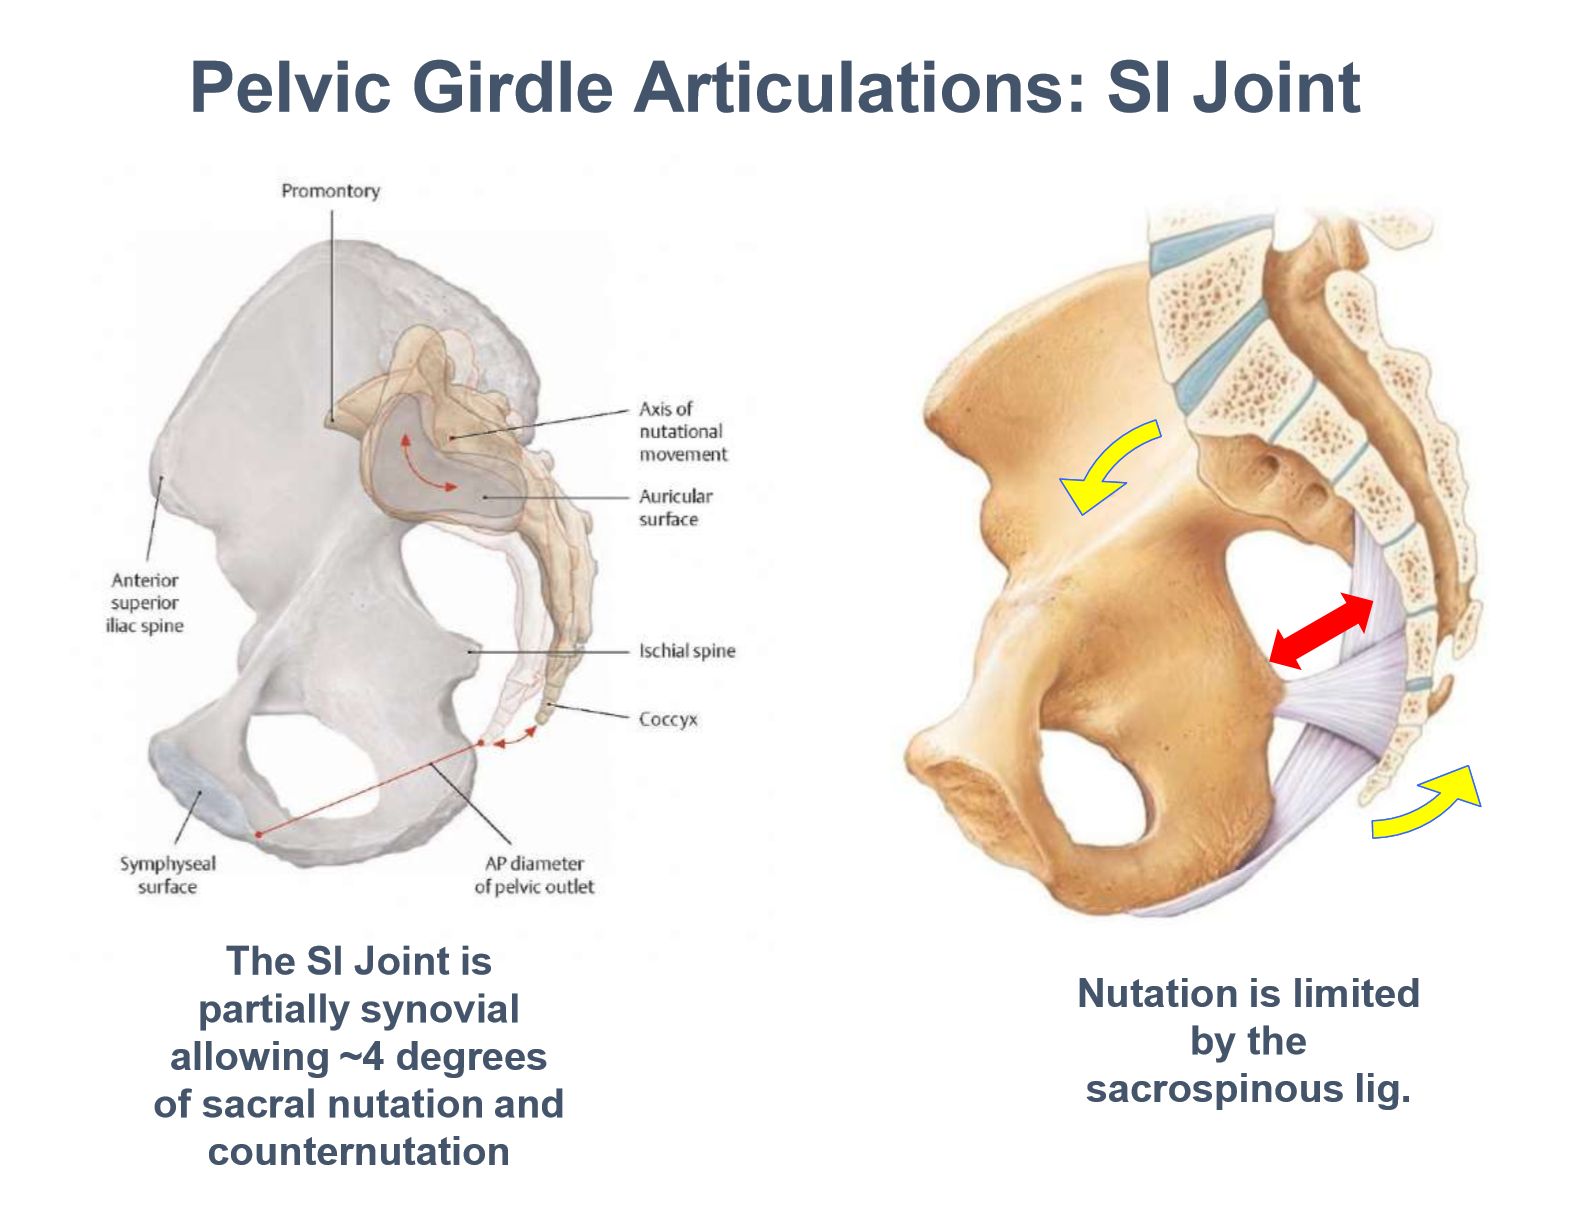 Pelvic Girdle Articulations: SI Joint
Promontory
Axis of
nutational
movement
Auricular
surface
Anterior
superior
iliac spine
Ischial spine
Coccyx
Symphyseal
surface
AP diameter
of pelvic outlet
The SI Joint is
partially synovial
allowing ~4 degrees
of sacral nutation and
counternutation
Nutation is limited
by the
sacrospinous lig.